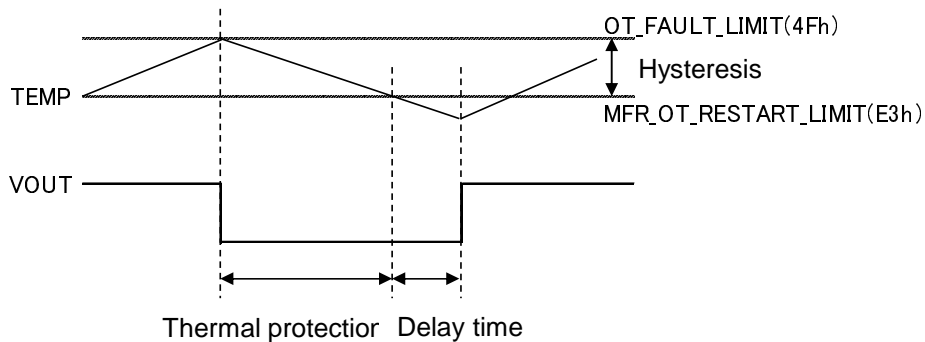 OT_FAULT_LIMIT(4Fh)
Hysteresis
TEMP
MFR_OT_RESTART_LIMIT(E3h)
VOUT
Thermal protectior Delay time